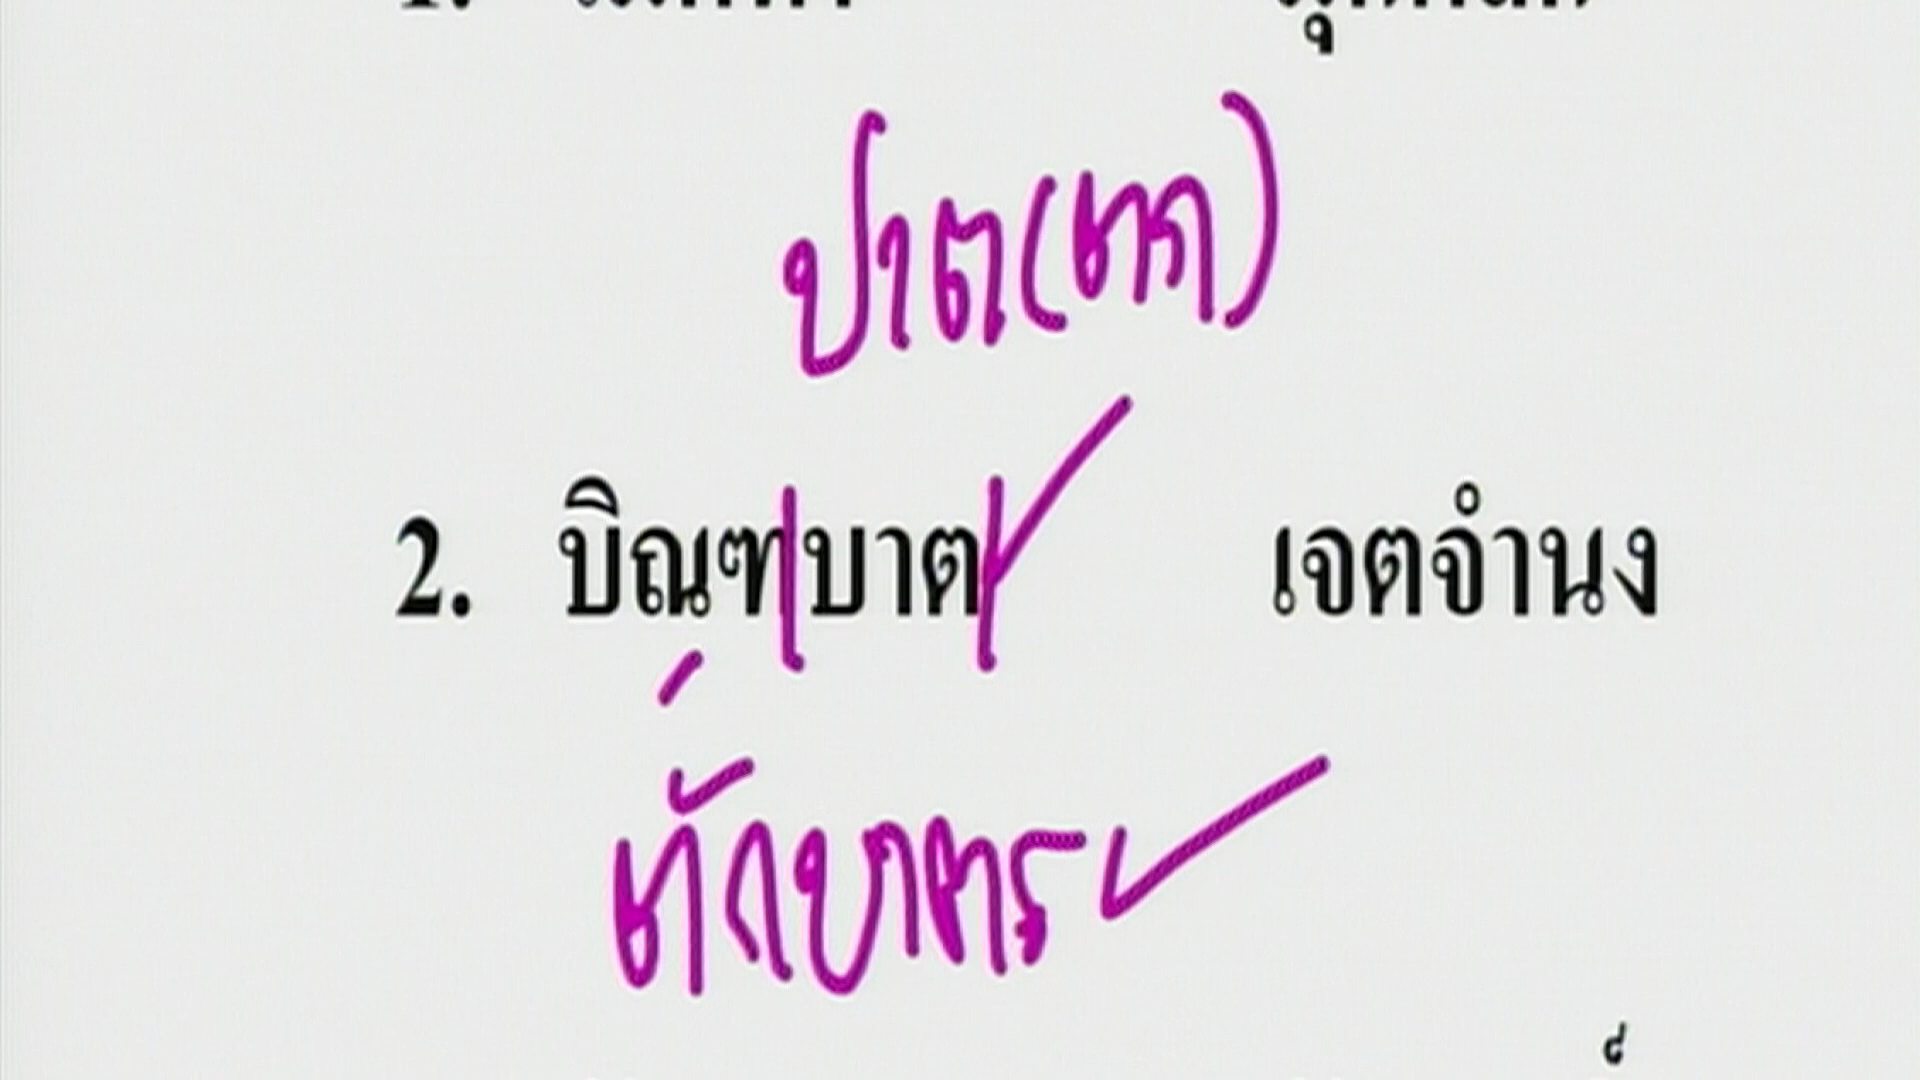 ปาต(ตก)
2. บิณฑบาต เจตจำนง
ตักบาตร